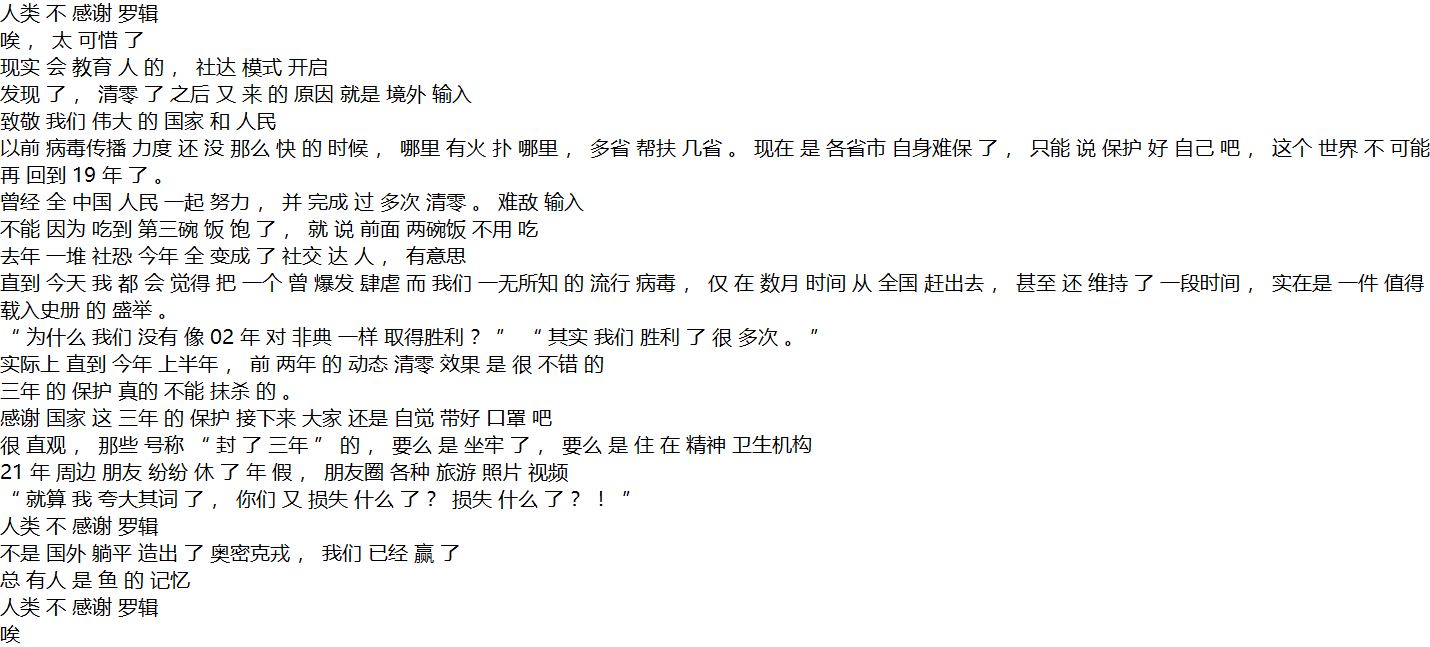 人类 不 感谢 罗辑
唉 ， 太 可惜 了
现实 会 教育 人 的 ， 社达 模式 开启
发现 了 ， 清零 了 之后 又 来 的 原因 就是 境外 输入
致敬 我们 伟大 的 国家 和 人民
以前 病毒传播 力度 还 没 那么 快 的 时候 ， 哪里 有火 扑 哪里 ， 多省 帮扶 几省 。 现在 是 各省市 自身难保 了 ， 只能 说 保护 好 自己 吧 ， 这个 世界 不 可能
再 回到 19 年 了 。
曾经 全 中国 人民 一起 努力 ， 并 完成 过 多次 清零 。 难敌 输入
不能 因为 吃到 第三碗 饭 饱 了 ， 就 说 前面 两碗饭 不用 吃
去年 一堆 社恐 今年 全 变成 了 社交 达 人 ， 有意思
直到 今天 我 都 会 觉得 把 一个 曾 爆发 肆虐 而 我们 一无所知 的 流行 病毒 ， 仅 在 数月 时间 从 全国 赶出去 ， 甚至 还 维持 了 一段时间 ， 实在是 一件 值得
载入史册 的 盛举 。
“ 为什么 我们 没有 像 02 年 对 非典 一样 取得胜利 ？ ” “ 其实 我们 胜利 了 很 多次 。 ”
实际上 直到 今年 上半年 ， 前 两年 的 动态 清零 效果 是 很 不错 的
三年 的 保护 真的 不能 抹杀 的 。
感谢 国家 这 三年 的 保护 接下来 大家 还是 自觉 带好 口罩 吧
很 直观 ， 那些 号称 “ 封 了 三年 ” 的 ， 要么 是 坐牢 了 ， 要么 是 住 在 精神 卫生机构
21 年 周边 朋友 纷纷 休 了 年 假 ， 朋友圈 各种 旅游 照片 视频
“ 就算 我 夸大其词 了 ， 你们 又 损失 什么 了 ？ 损失 什么 了 ？ ！ ”
人类 不 感谢 罗辑
不是 国外 躺平 造出 了 奥密克戎 ， 我们 已经 赢 了
总 有人 是 鱼 的 记忆
人类 不 感谢 罗辑
唉